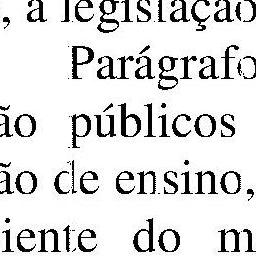 , a legislação
Parágrafo
ão públicos
ão de ensino,
iente do m